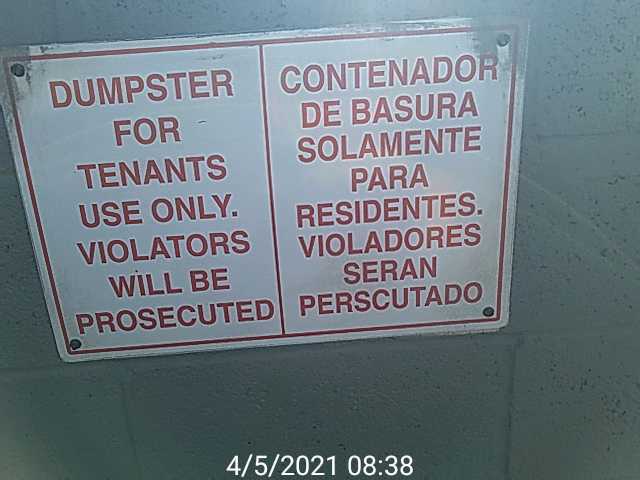 DUMPSTER
FOR
TENANTS
USE ONLY.
VIOLATORS
WILL BE
PROSECUTED
CONTENADOR
DE BASURA
SOLAMENTE
PARA
RESIDENTES.
VIOLADORES
SERAN
PERSCUTADO
4/5/2021 08:38